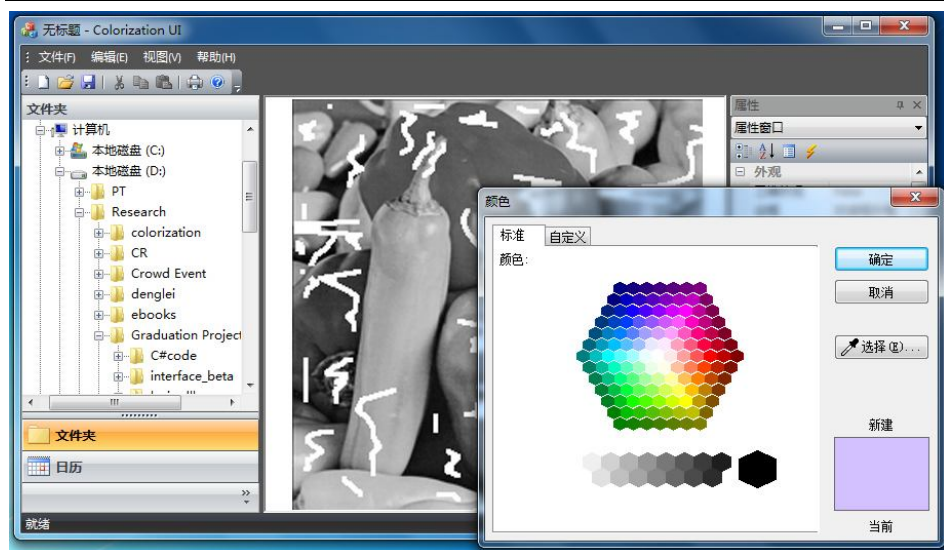 无标题 - Colorization UI
文件(F) 编辑(E) 视图(V) 帮助(H)
文件夹
计算机
本地磁盘 (C:)
本地磁盘 (D:)
PT
Research
colorization
CR
Crowd Event
denglei
ebooks
Graduation Project
C#code
interface_beta
文件夹
日历
就绪
属性
属性窗口
外观
颜色
标准 自定义
颜色:
确定
取消
选择(E)...
新建
当前